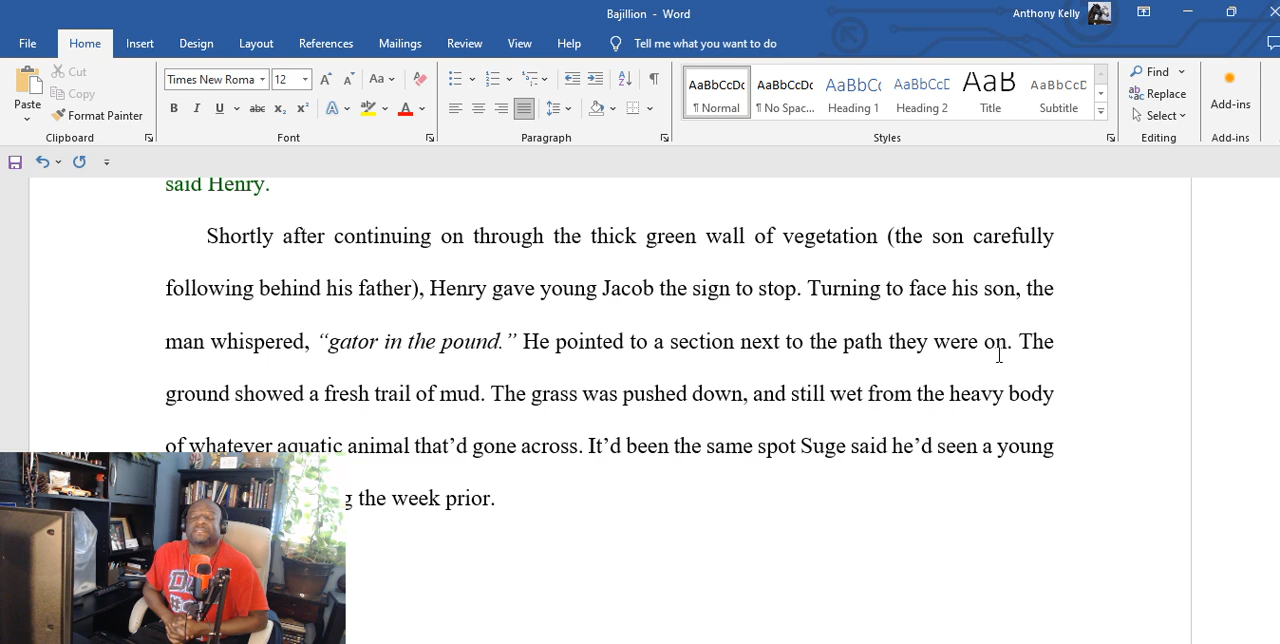 Bajillion - Word
Anthony Kelly
File Home Insert Design Layout References Mailings Review View Help Tell me what you want to do
Paste
Cut
Copy
Format Painter
Clipboard
Times New Roma 12
Font
Paragraph
AaBbCcDc ¶ Normal
AaBbCcDc ¶ No Spac...
AaBbCc Heading 1
AaBbCcD Heading 2
AaB Title
AaBbCcD Subtitle
Styles
Find
Replace
Select
Editing
Add-ins
Add-ins
said Henry.
Shortly after continuing on through the thick green wall of vegetation (the son carefully
following behind his father), Henry gave young Jacob the sign to stop. Turning to face his son, the
man whispered, “gator in the pound.” He pointed to a section next to the path they were on. The
ground showed a fresh trail of mud. The grass was pushed down, and still wet from the heavy body
of whatever aquatic animal that’d gone across. It’d been the same spot Suge said he’d seen a young
the week prior.